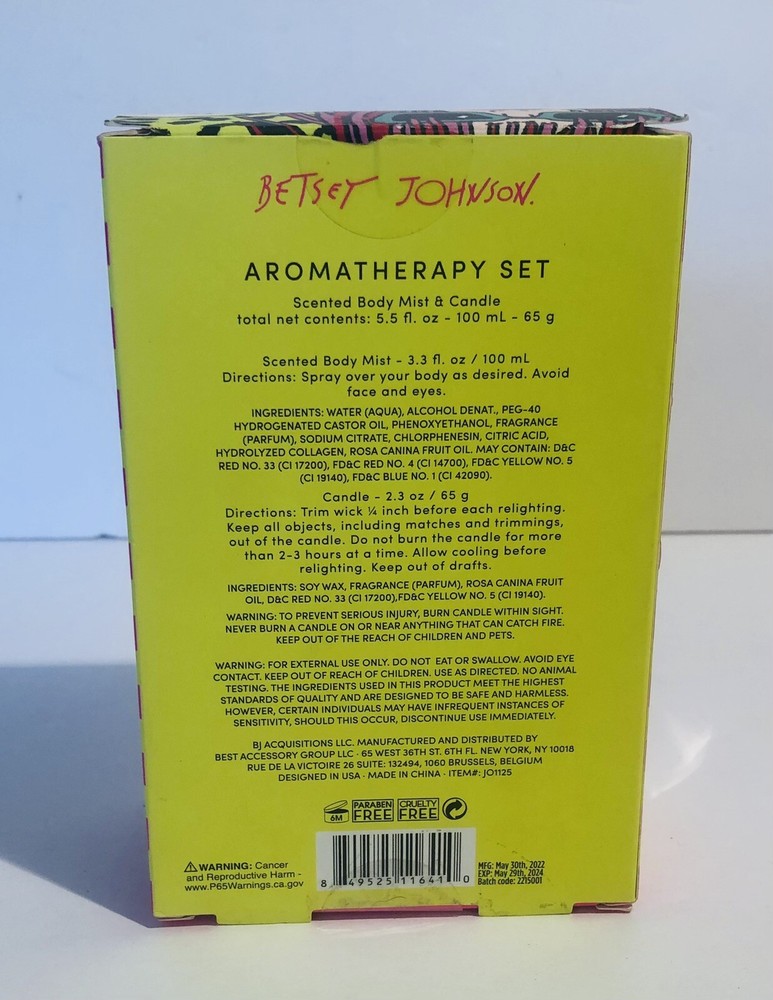 BETSEY JOHNSON.
AROMATHERAPY SET
Scented Body Mist & Candle
total net contents: 5.5 fl. oz - 100 mL - 65 g
Scented Body Mist - 3.3 fl. oz / 100 mL
Directions: Spray over your body as desired. Avoid
face and eyes.
INGREDIENTS: WATER (AQUA), ALCOHOL DENAT., PEG-40
HYDROGENATED CASTOR OIL, PHENOXYETHANOL, FRAGRANCE
(PARFUM), SODIUM CITRATE, CHLORPHENESIN, CITRIC ACID,
HYDROLYZED COLLAGEN, ROSA CANINA FRUIT OIL. MAY CONTAIN: D&C
RED NO. 33 (CI 17200), FD&C RED NO. 4 (CI 14700), FD&C YELLOW NO. 5
(CI 19140), FD&C BLUE NO. 1 (CI 42090).
Candle - 2.3 oz / 65 g
Directions: Trim wick ¼ inch before each relighting.
Keep all objects, including matches and trimmings,
out of the candle. Do not burn the candle for more
than 2-3 hours at a time. Allow cooling before
relighting. Keep out of drafts.
INGREDIENTS: SOY WAX, FRAGRANCE (PARFUM), ROSA CANINA FRUIT
OIL, D&C RED NO. 33 (CI 17200),FD&C YELLOW NO. 5 (CI 19140).
WARNING: TO PREVENT SERIOUS INJURY, BURN CANDLE WITHIN SIGHT.
NEVER BURN A CANDLE ON OR NEAR ANYTHING THAT CAN CATCH FIRE.
KEEP OUT OF THE REACH OF CHILDREN AND PETS.
WARNING: FOR EXTERNAL USE ONLY. DO NOT EAT OR SWALLOW. AVOID EYE
CONTACT. KEEP OUT OF REACH OF CHILDREN. USE AS DIRECTED. NO ANIMAL
TESTING. THE INGREDIENTS USED IN THIS PRODUCT MEET THE HIGHEST
STANDARDS OF QUALITY AND ARE DESIGNED TO BE SAFE AND HARMLESS.
HOWEVER, CERTAIN INDIVIDUALS MAY HAVE INFREQUENT INSTANCES OF
SENSITIVITY, SHOULD THIS OCCUR, DISCONTINUE USE IMMEDIATELY.
BJ ACQUISITIONS LLC. MANUFACTURED AND DISTRIBUTED BY
BEST ACCESSORY GROUP LLC · 65 WEST 36TH ST. 6TH FL. NEW YORK, NY 10018
RUE DE LA VICTOIRE 26 SUITE: 132494, 1060 BRUSSELS, BELGIUM
DESIGNED IN USA · MADE IN CHINA · ITEM#: JO1125
6M PARABEN FREE CRUELTY FREE
WARNING: Cancer
and Reproductive Harm -
www.P65Warnings.ca.gov
8 49525 11641 0
MFG: May 30th, 2022
EXP: May 29th, 2024
Batch code: 2215001